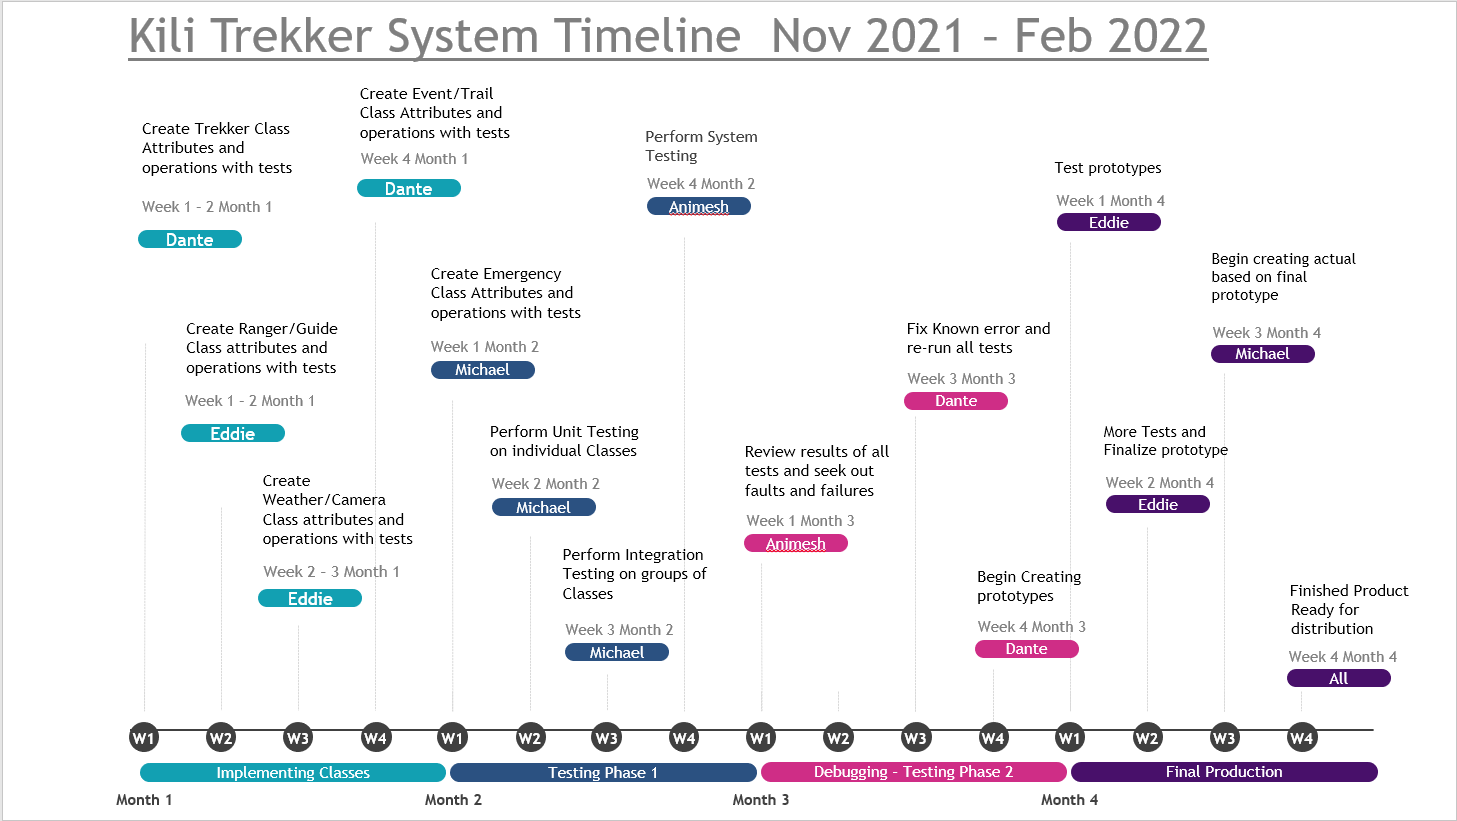 Kili Trekker System Timeline  Nov 2021 – Feb 2022
Create Trekker Class
Attributes and
operations with tests
Week 1 – 2 Month 1
Dante
Create Event/Trail
Class Attributes and
operations with tests
Week 4 Month 1
Dante
Perform System
Testing
Week 4 Month 2
Animesh
Test prototypes
Week 1 Month 4
Eddie
Create Ranger/Guide
Class attributes and
operations with tests
Week 1 – 2 Month 1
Eddie
Create Emergency
Class Attributes and
operations with tests
Week 1 Month 2
Michael
Fix Known error and
re-run all tests
Week 3 Month 3
Dante
Begin creating actual
based on final
prototype
Week 3 Month 4
Michael
Create
Weather/Camera
Class attributes and
operations with tests
Week 2 – 3 Month 1
Eddie
Perform Unit Testing
on individual Classes
Week 2 Month 2
Michael
Review results of all
tests and seek out
faults and failures
Week 1 Month 3
Animesh
More Tests and
Finalize prototype
Week 2 Month 4
Eddie
Perform Integration
Testing on groups of
Classes
Week 3 Month 2
Michael
Begin Creating
prototypes
Week 4 Month 3
Dante
Finished Product
Ready for
distribution
Week 4 Month 4
All
W1 W2 W3 W4 W1 W2 W3 W4 W1 W2 W3 W4 W1 W2 W3 W4
Implementing Classes Testing Phase 1 Debugging – Testing Phase 2 Final Production
Month 1 Month 2 Month 3 Month 4